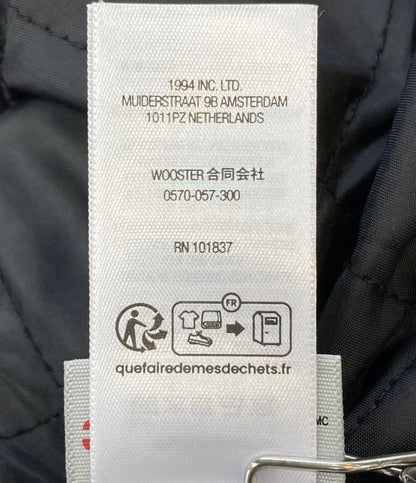 1994 INC. LTD.
MUIDERSTRAAT 9B AMSTERDAM
1011PZ NETHERLANDS
WOOSTER 合同会社
0570-057-300
RN 101837
FR
quefairedemesdechets.fr
MC